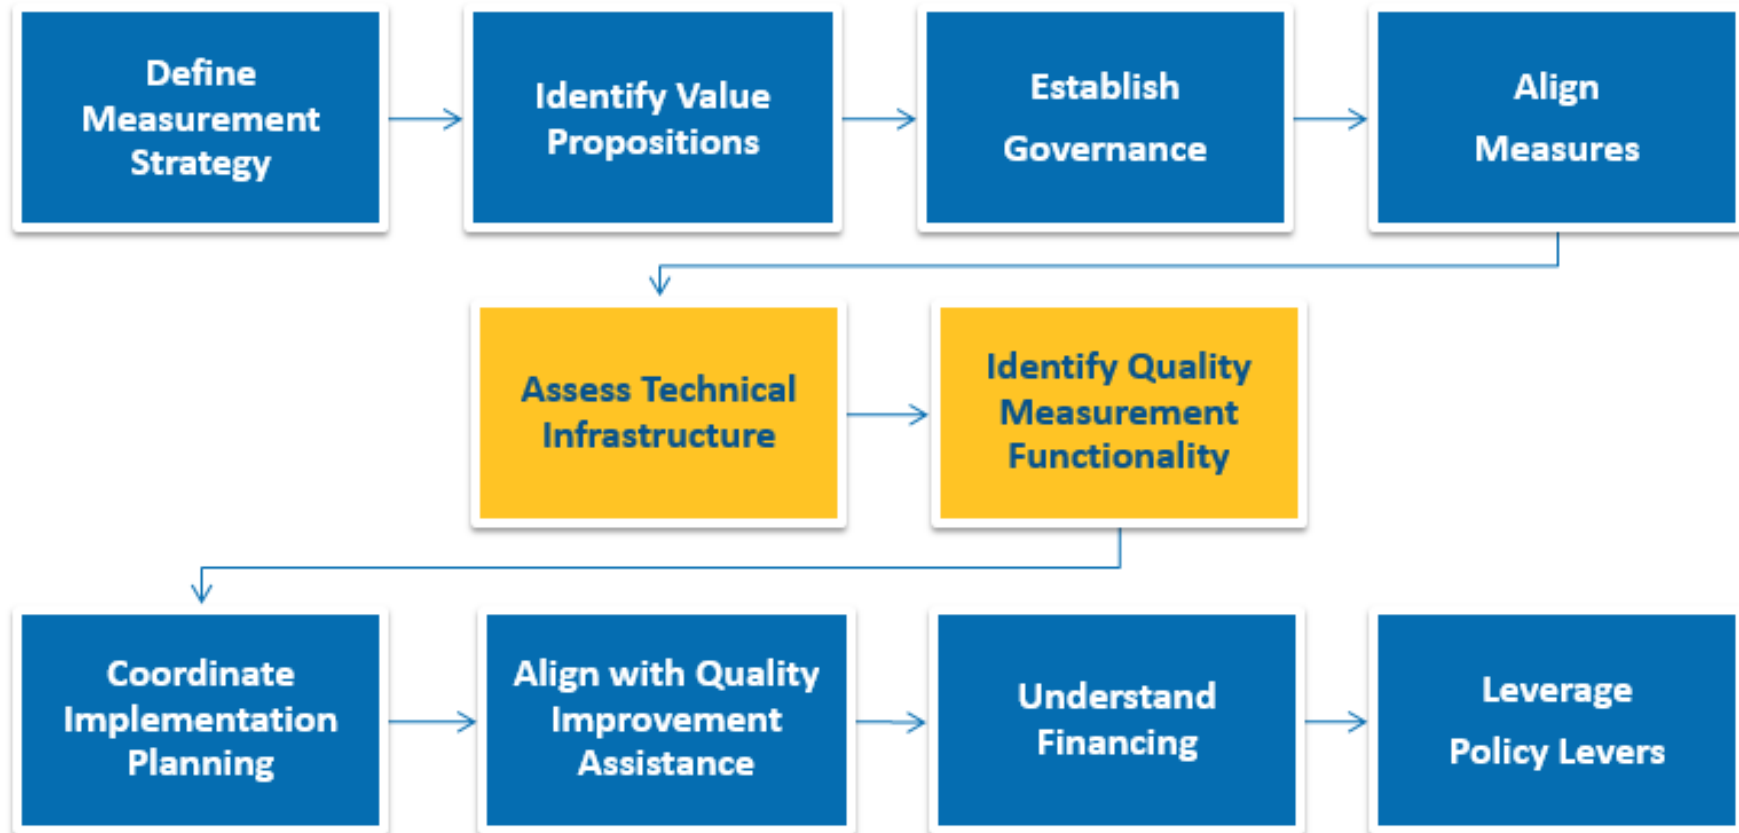 Define
Measurement
Strategy
Identify Value
Propositions
Establish
Governance
Align
Measures
Assess Technical
Infrastructure
Identify Quality
Measurement
Functionality
Coordinate
Implementation
Planning
Align with Quality
Improvement
Assistance
Understand
Financing
Leverage
Policy Levers